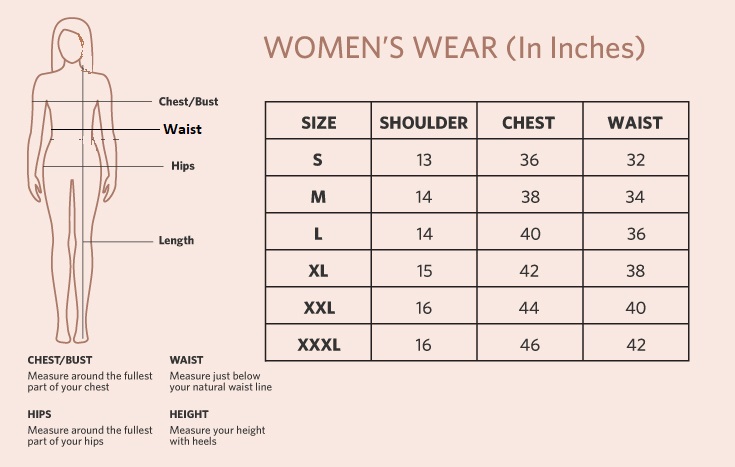 WOMEN'S WEAR (In Inches)
Chest/Bust
Waist
Hips
Length
SIZE SHOULDER CHEST WAIST
S 13 36 32
M 14 38 34
L 14 40 36
XL 15 42 38
XXL 16 44 40
XXXL 16 46 42
CHEST/BUST
Measure around the fullest
part of your chest
WAIST
Measure just below
your natural waist line
HIPS
Measure around the fullest
part of your hips
HEIGHT
Measure your height
with heels